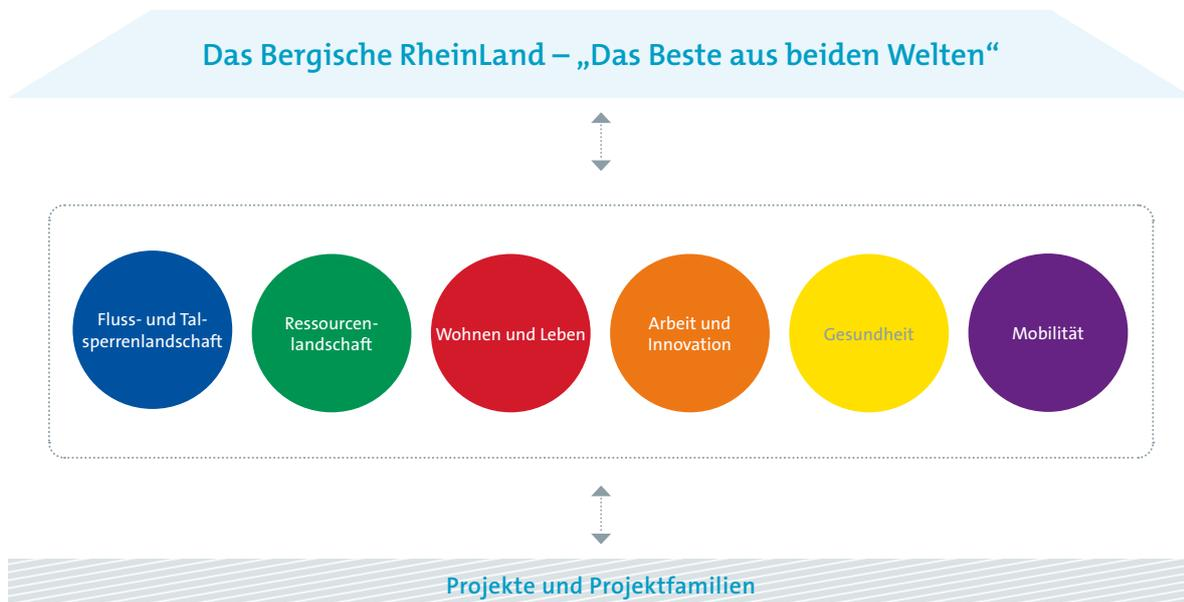 Das Bergische RheinLand – „Das Beste aus beiden Welten“
Fluss- und Tal-
sperrenlandschaft
Ressourcen-
landschaft
Wohnen und Leben
Arbeit und
Innovation
Gesundheit
Mobilität
Projekte und Projektfamilien